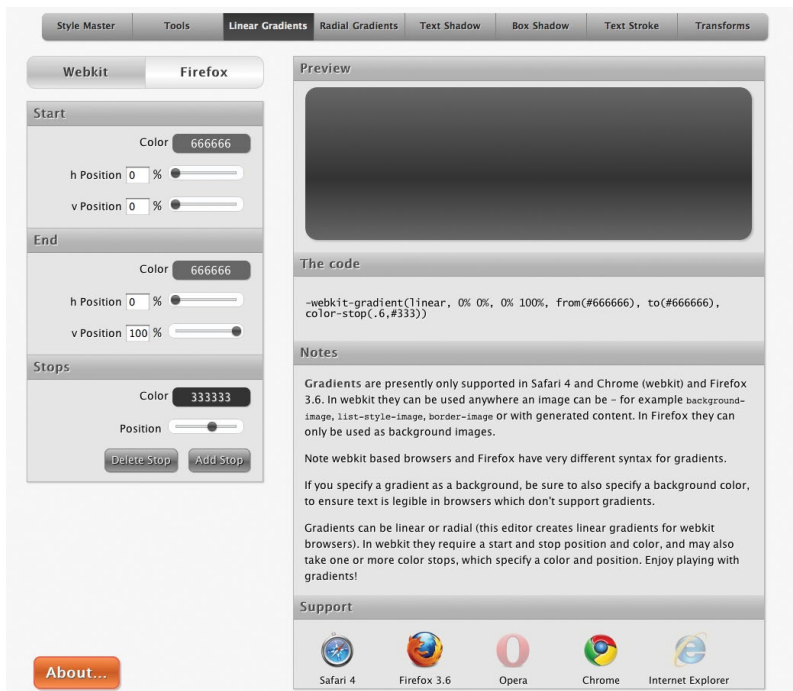 Style Master Tools Linear Gradients Radial Gradients Text Shadow Box Shadow Text Stroke Transforms
Webkit Firefox
Start
Color 666666
h Position 0 %
v Position 0 %
End
Color 666666
h Position 0 %
v Position 100 %
Stops
Color 333333
Position
Delete Stop Add Stop
About...
Preview
The code
-webkit-gradient(linear, 0% 0%, 0% 100%, from(#666666), to(#666666),
color-stop(.6,#333))
Notes
Gradients are presently only supported in Safari 4 and Chrome (webkit) and Firefox
3.6. In webkit they can be used anywhere an image can be – for example background-
image, list-style-image, border-image or with generated content. In Firefox they can
only be used as background images.
Note webkit based browsers and Firefox have very different syntax for gradients.
If you specify a gradient as a background, be sure to also specify a background color,
to ensure text is legible in browsers which don't support gradients.
Gradients can be linear or radial (this editor creates linear gradients for webkit
browsers). In webkit they require a start and stop position and color, and may also
take one or more color stops, which specify a color and position. Enjoy playing with
gradients!
Support
Safari 4 Firefox 3.6 Opera Chrome Internet Explorer